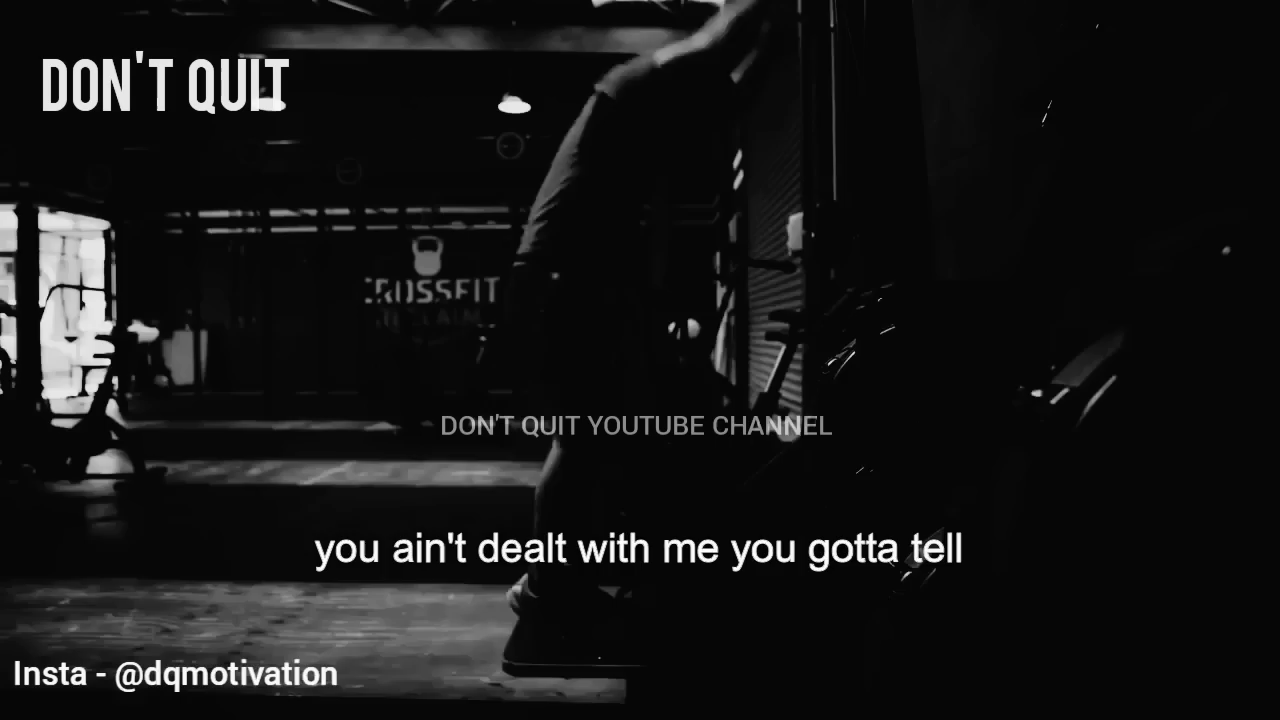 DON'T QUIT
CROSSFIT
DON'T QUIT YOUTUBE CHANNEL
you ain't dealt with me you gotta tell
Insta - @dqmotivation